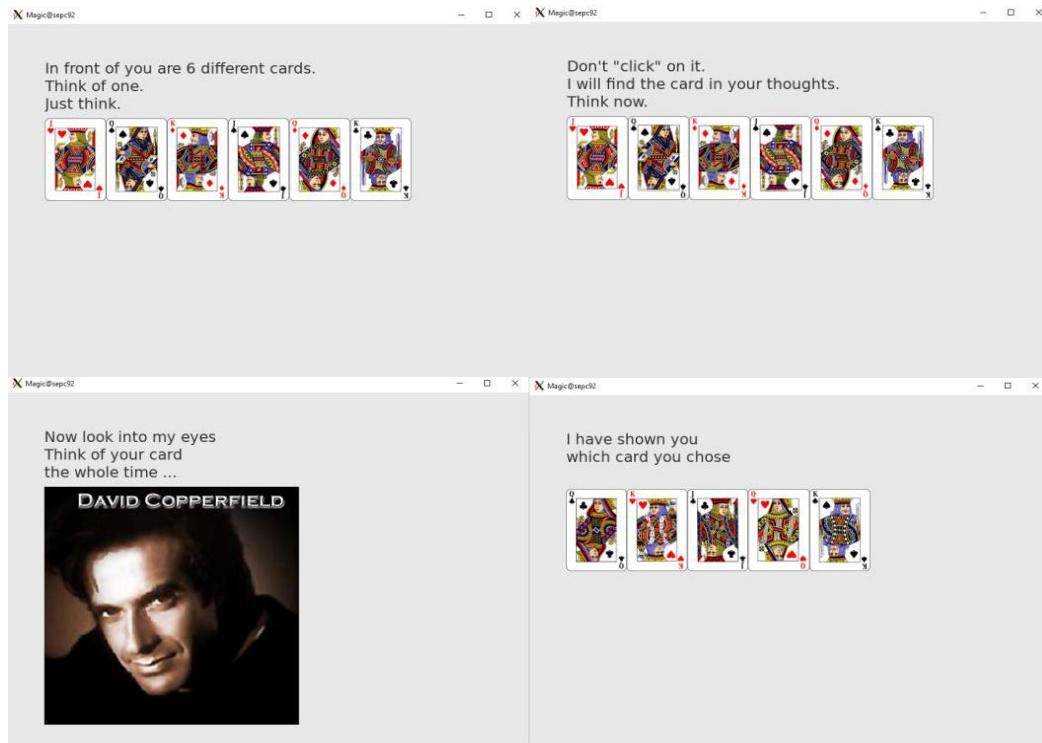 Magic@sepc92
In front of you are 6 different cards.
Think of one.
Just think.
J Q K J Q K
J Q K J Q K
Magic@sepc92
Don't "click" on it.
I will find the card in your thoughts.
Think now.
J Q K J Q K
J Q K J Q K
Magic@sepc92
Now look into my eyes
Think of your card
the whole time ...
DAVID COPPERFIELD
Magic@sepc92
I have shown you
which card you chose
Q K J Q K
Q K J Q K